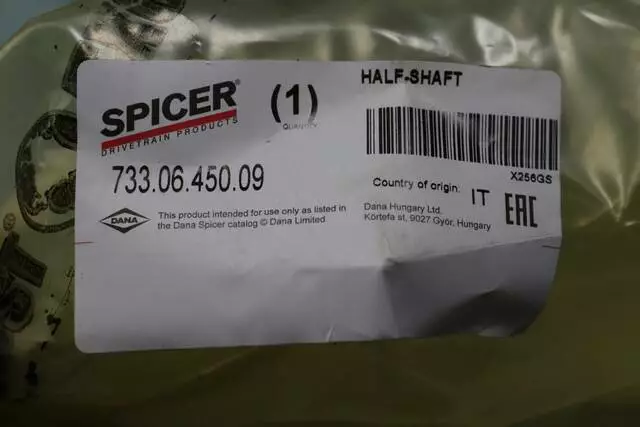 SPICER®
DRIVETRAIN PRODUCTS
(1)
QUANTITY
HALF-SHAFT
733.06.450.09
X256GS
Country of origin: IT
EAC
DANA
This product intended for use only as listed in
the Dana Spicer catalog © Dana Limited
Dana Hungary Ltd.
Körtefa st, 9027 Győr, Hungary